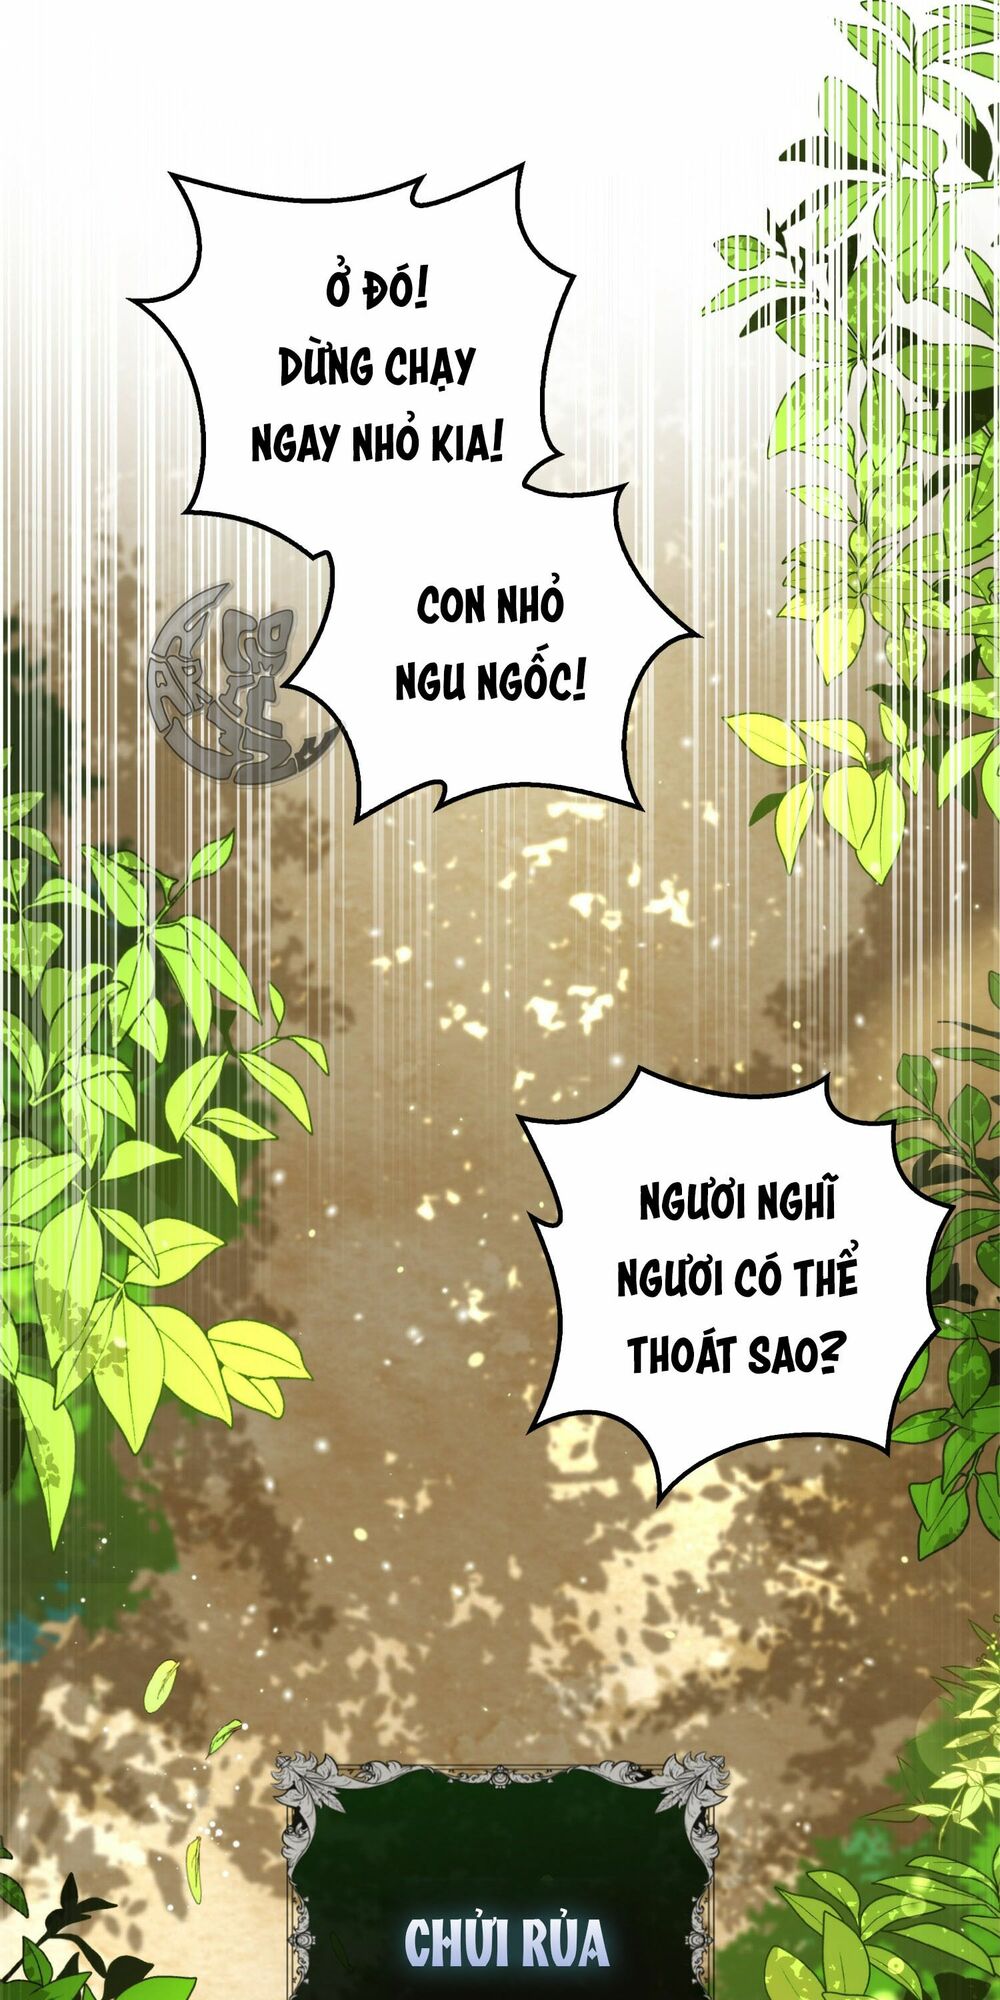 Ở ĐÓ!
DỪNG CHẠY
NGAY NHỎ KIA!
CON NHỎ
NGU NGỐC!
NGƯƠI NGHĨ
NGƯƠI CÓ THỂ
THOÁT SAO?
CHỬI RỦA